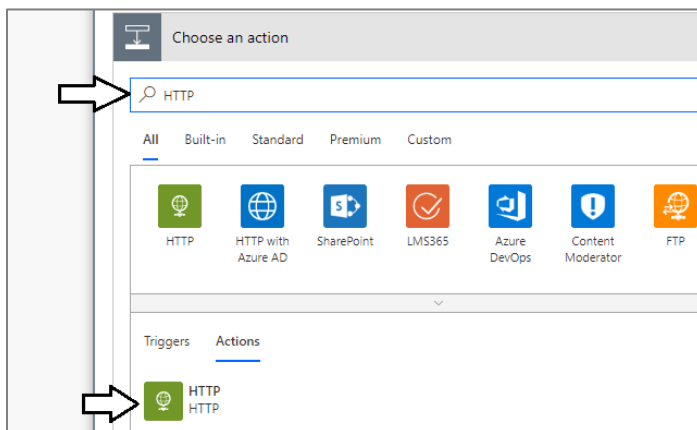 Choose an action
HTTP
All Built-in Standard Premium Custom
HTTP HTTP with SharePoint LMS365 Azure Content FTP
Azure AD DevOps Moderator
Triggers Actions
HTTP
HTTP